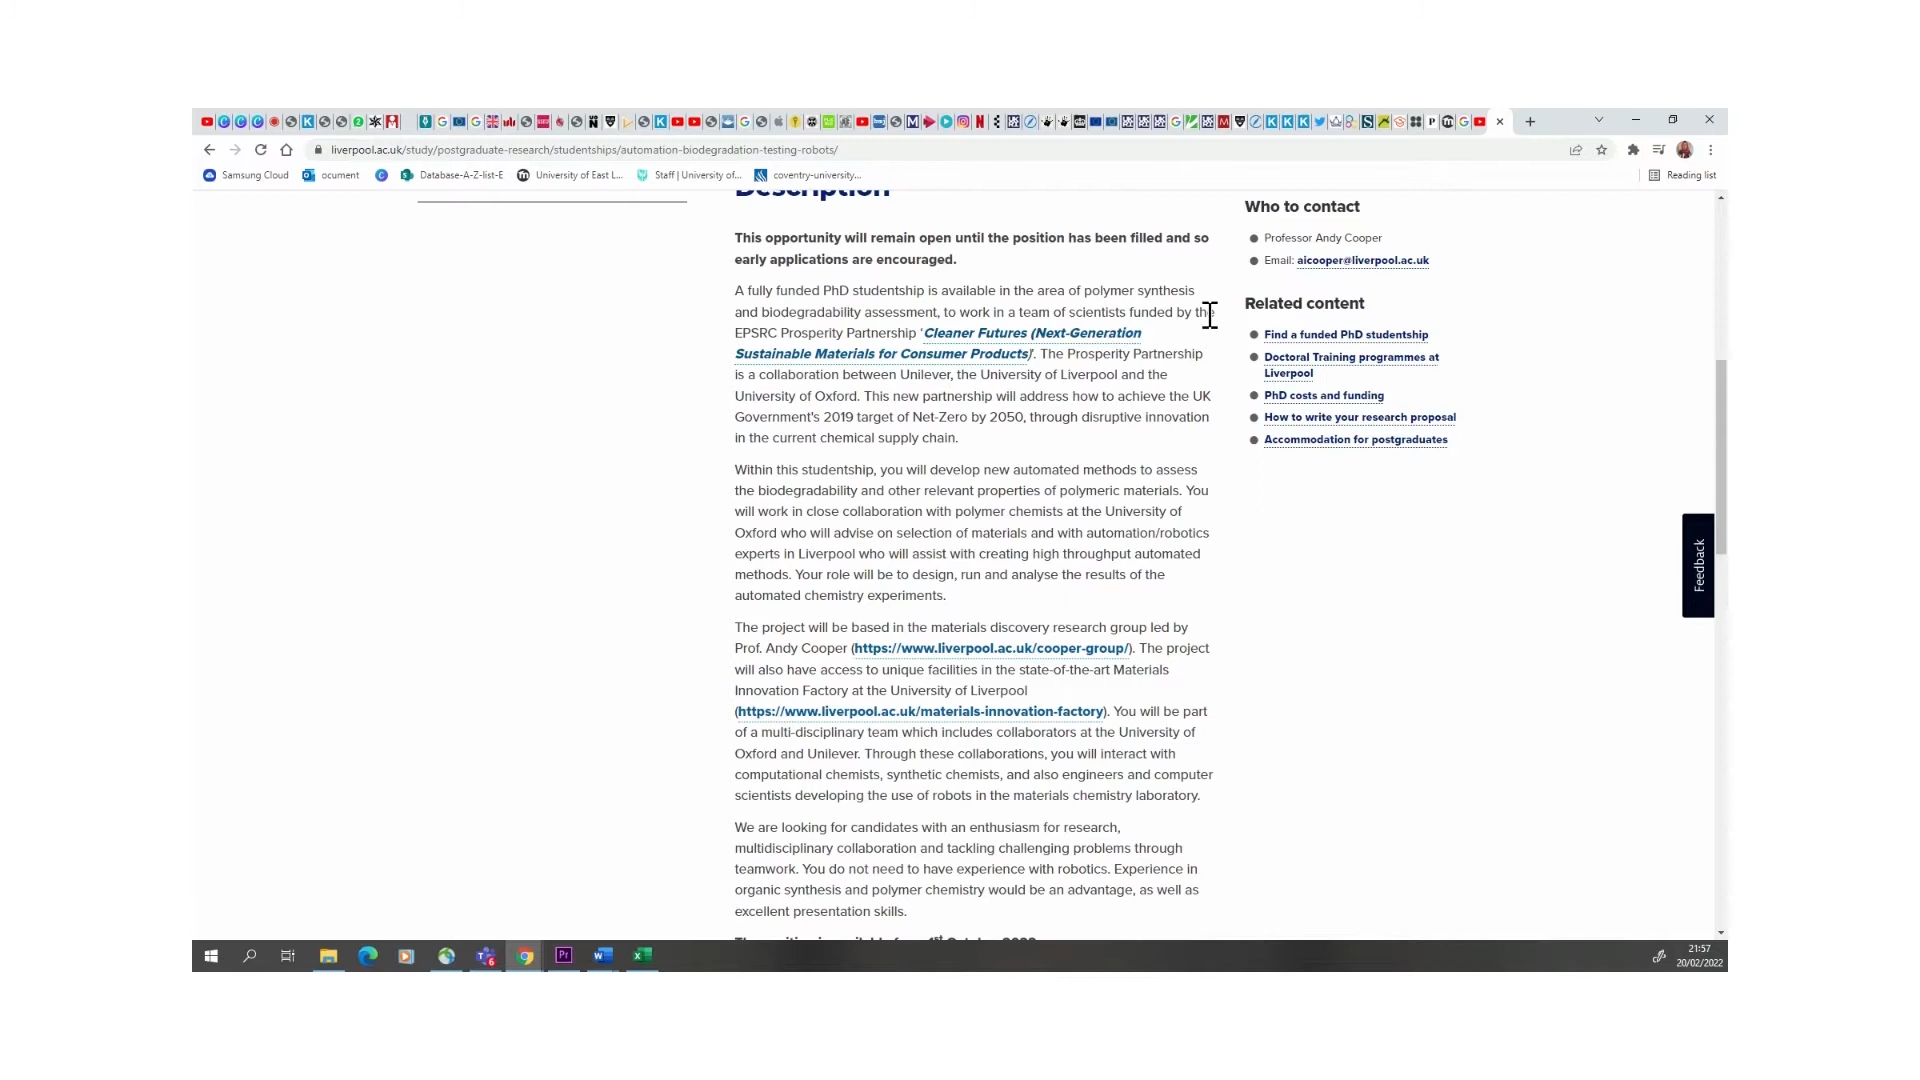 liverpool.ac.uk/study/postgraduate-research/studentships/automation-biodegradation-testing-robots/
Samsung Cloud
ocument
Database-A-Z-list-E
University of East L...
Staff | University of...
coventry-university...
Reading list
Description
This opportunity will remain open until the position has been filled and so
early applications are encouraged.
A fully funded PhD studentship is available in the area of polymer synthesis
and biodegradability assessment, to work in a team of scientists funded by the
EPSRC Prosperity Partnership ‘Cleaner Futures (Next-Generation
Sustainable Materials for Consumer Products)’. The Prosperity Partnership
is a collaboration between Unilever, the University of Liverpool and the
University of Oxford. This new partnership will address how to achieve the UK
Government's 2019 target of Net-Zero by 2050, through disruptive innovation
in the current chemical supply chain.
Within this studentship, you will develop new automated methods to assess
the biodegradability and other relevant properties of polymeric materials. You
will work in close collaboration with polymer chemists at the University of
Oxford who will advise on selection of materials and with automation/robotics
experts in Liverpool who will assist with creating high throughput automated
methods. Your role will be to design, run and analyse the results of the
automated chemistry experiments.
The project will be based in the materials discovery research group led by
Prof. Andy Cooper (https://www.liverpool.ac.uk/cooper-group/). The project
will also have access to unique facilities in the state-of-the-art Materials
Innovation Factory at the University of Liverpool
(https://www.liverpool.ac.uk/materials-innovation-factory). You will be part
of a multi-disciplinary team which includes collaborators at the University of
Oxford and Unilever. Through these collaborations, you will interact with
computational chemists, synthetic chemists, and also engineers and computer
scientists developing the use of robots in the materials chemistry laboratory.
We are looking for candidates with an enthusiasm for research,
multidisciplinary collaboration and tackling challenging problems through
teamwork. You do not need to have experience with robotics. Experience in
organic synthesis and polymer chemistry would be an advantage, as well as
excellent presentation skills.
Who to contact
Professor Andy Cooper
Email: aicooper@liverpool.ac.uk
Related content
Find a funded PhD studentship
Doctoral Training programmes at
Liverpool
PhD costs and funding
How to write your research proposal
Accommodation for postgraduates
Feedback
21:57
20/02/2022